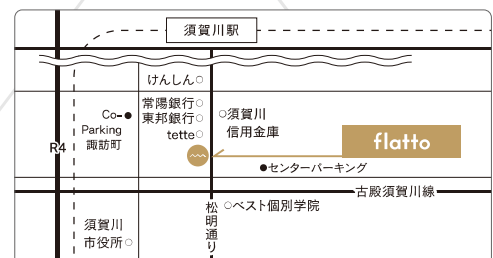 須賀川駅
けんしん
常陽銀行
東邦銀行
tette
須賀川
信用金庫
Co-
Parking
諏訪町
R4
flatto
センターパーキング
古殿須賀川線
松明通り
ベスト個別学院
須賀川
市役所